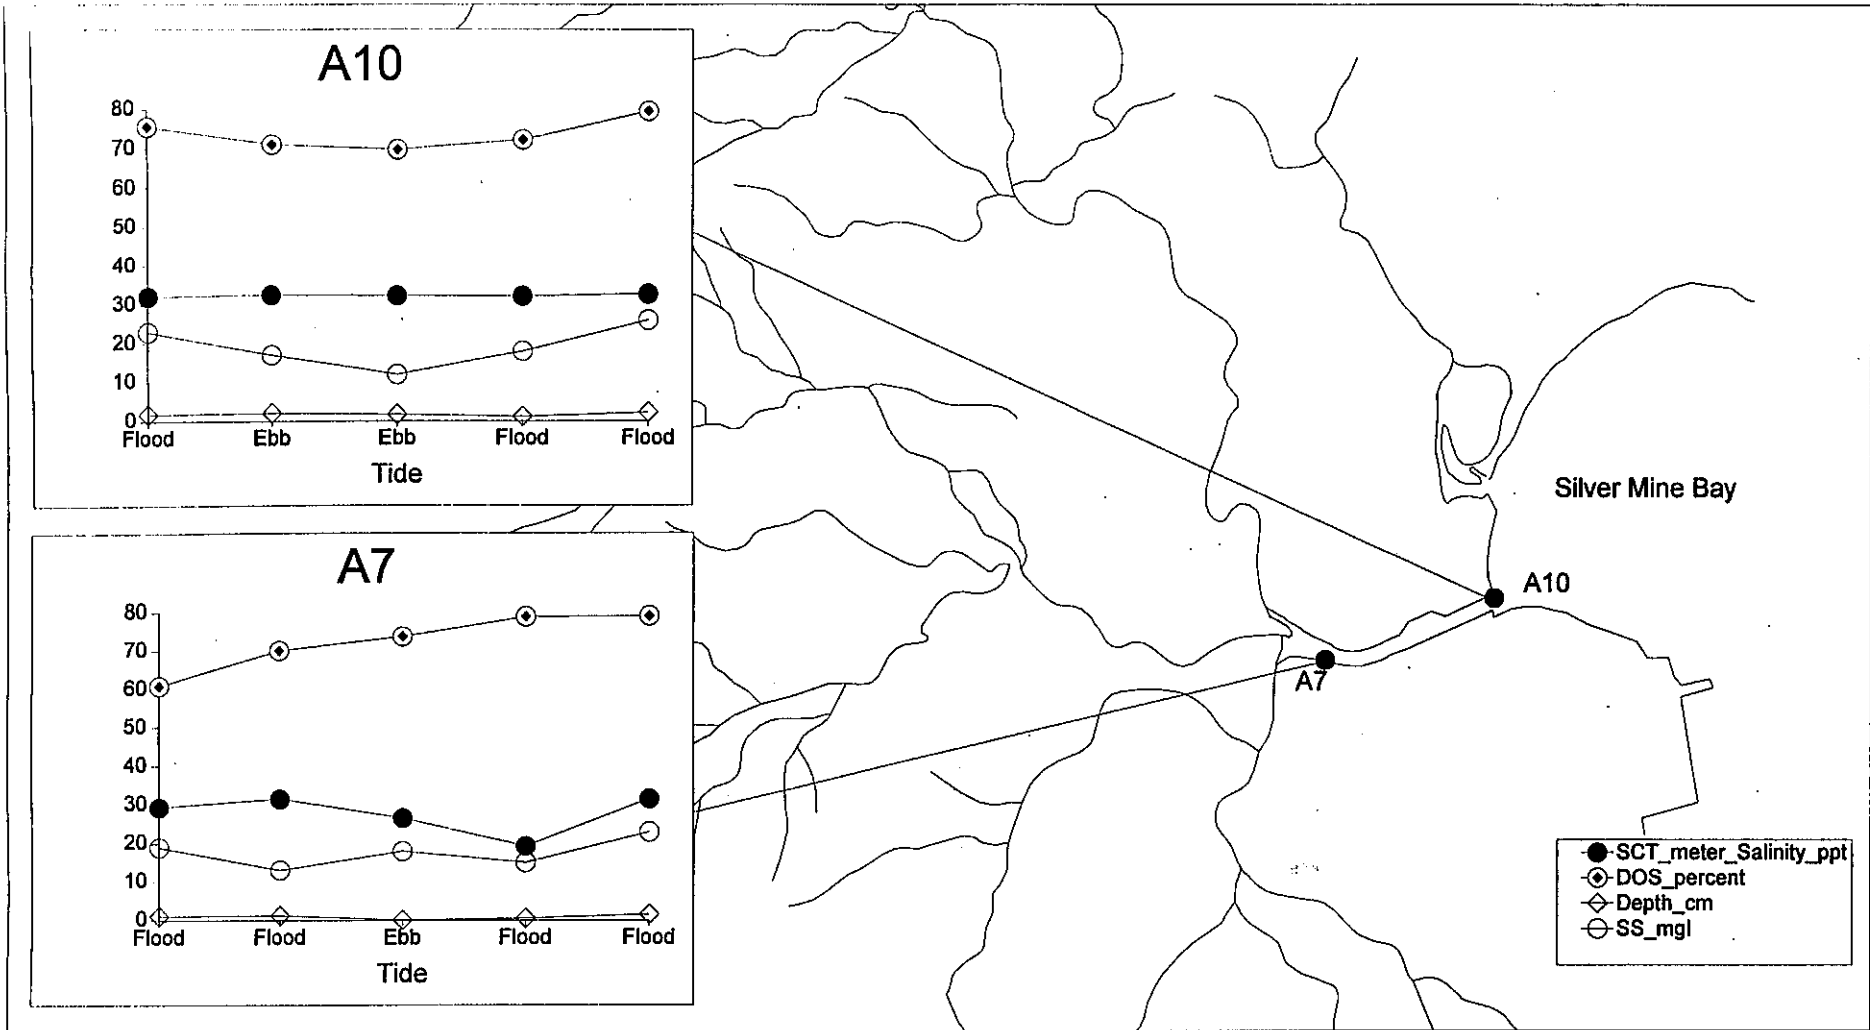 A10
80
70
60
50
40
30
20
10
0
Flood Ebb Ebb Flood Flood
Tide
A7
80
70
60
50
40
30
20
10
0
Flood Flood Ebb Flood Flood
Tide
Silver Mine Bay
A10
A7
SCT_meter_Salinity_ppt
DOS_percent
Depth_cm
SS_mgl